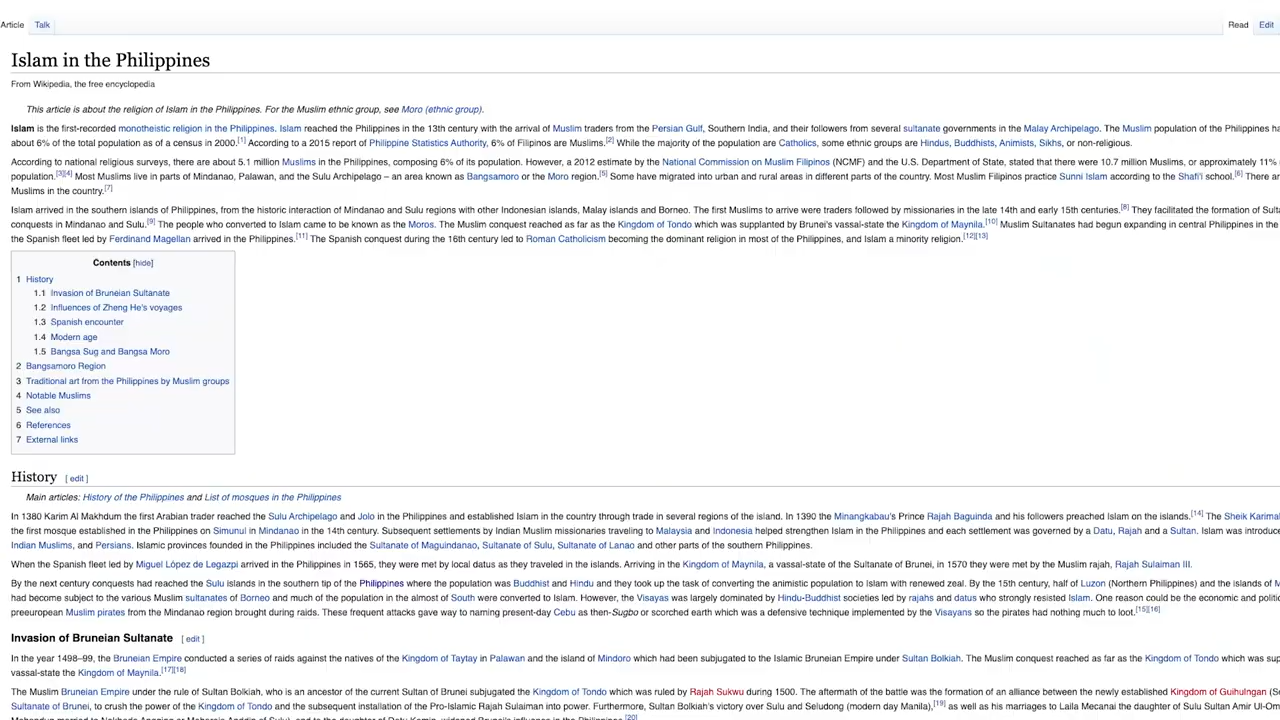 Article Talk Read Edit
Islam in the Philippines
From Wikipedia, the free encyclopedia
This article is about the religion of Islam in the Philippines. For the Muslim ethnic group, see Moro (ethnic group).
Islam is the first-recorded monotheistic religion in the Philippines. Islam reached the Philippines in the 13th century with the arrival of Muslim traders from the Persian Gulf, Southern India, and their followers from several sultanate governments in the Malay Archipelago. The Muslim population of the Philippines ha
about 6% of the total population as of a census in 2000.[1] According to a 2015 report of Philippine Statistics Authority, 6% of Filipinos are Muslims.[2] While the majority of the population are Catholics, some ethnic groups are Hindus, Buddhists, Animists, Sikhs, or non-religious.
According to national religious surveys, there are about 5.1 million Muslims in the Philippines, composing 6% of its population. However, a 2012 estimate by the National Commission on Muslim Filipinos (NCMF) and the U.S. Department of State, stated that there were 10.7 million Muslims, or approximately 11%
population.[3][4] Most Muslims live in parts of Mindanao, Palawan, and the Sulu Archipelago – an area known as Bangsamoro or the Moro region.[5] Some have migrated into urban and rural areas in different parts of the country. Most Muslim Filipinos practice Sunni Islam according to the Shafi'i school.[6] There ar
Muslims in the country.[7]
Islam arrived in the southern islands of Philippines, from the historic interaction of Mindanao and Sulu regions with other Indonesian islands, Malay islands and Borneo. The first Muslims to arrive were traders followed by missionaries in the late 14th and early 15th centuries.[8] They facilitated the formation of Sult
conquests in Mindanao and Sulu.[9] The people who converted to Islam came to be known as the Moros. The Muslim conquest reached as far as the Kingdom of Tondo which was supplanted by Brunei's vassal-state the Kingdom of Maynila.[10] Muslim Sultanates had begun expanding in central Philippines in the
the Spanish fleet led by Ferdinand Magellan arrived in the Philippines.[11] The Spanish conquest during the 16th century led to Roman Catholicism becoming the dominant religion in most of the Philippines, and Islam a minority religion.[12][13]
Contents [hide]
1 History
1.1 Invasion of Bruneian Sultanate
1.2 Influences of Zheng He's voyages
1.3 Spanish encounter
1.4 Modern age
1.5 Bangsa Sug and Bangsa Moro
2 Bangsamoro Region
3 Traditional art from the Philippines by Muslim groups
4 Notable Muslims
5 See also
6 References
7 External links
History [ edit ]
Main articles: History of the Philippines and List of mosques in the Philippines
In 1380 Karim Al Makhdum the first Arabian trader reached the Sulu Archipelago and Jolo in the Philippines and established Islam in the country through trade in several regions of the island. In 1390 the Minangkabau's Prince Rajah Baguinda and his followers preached Islam on the islands.[14] The Sheik Karimal
the first mosque established in the Philippines on Simunul in Mindanao in the 14th century. Subsequent settlements by Indian Muslim missionaries traveling to Malaysia and Indonesia helped strengthen Islam in the Philippines and each settlement was governed by a Datu, Rajah and a Sultan. Islam was introduce
Indian Muslims, and Persians. Islamic provinces founded in the Philippines included the Sultanate of Maguindanao, Sultanate of Sulu, Sultanate of Lanao and other parts of the southern Philippines.
When the Spanish fleet led by Miguel López de Legazpi arrived in the Philippines in 1565, they were met by local datus as they traveled in the islands. Arriving in the Kingdom of Maynila, a vassal-state of the Sultanate of Brunei, in 1570 they were met by the Muslim rajah, Rajah Sulaiman III.
By the next century conquests had reached the Sulu islands in the southern tip of the Philippines where the population was Buddhist and Hindu and they took up the task of converting the animistic population to Islam with renewed zeal. By the 15th century, half of Luzon (Northern Philippines) and the islands of M
had become subject to the various Muslim sultanates of Borneo and much of the population in the almost of South were converted to Islam. However, the Visayas was largely dominated by Hindu-Buddhist societies led by rajahs and datus who strongly resisted Islam. One reason could be the economic and politic
preeuropean Muslim pirates from the Mindanao region brought during raids. These frequent attacks gave way to naming present-day Cebu as then-Sugbo or scorched earth which was a defensive technique implemented by the Visayans so the pirates had nothing much to loot.[15][16]
Invasion of Bruneian Sultanate [ edit ]
In the year 1498–99, the Bruneian Empire conducted a series of raids against the natives of the Kingdom of Taytay in Palawan and the island of Mindoro which had been subjugated to the Islamic Bruneian Empire under Sultan Bolkiah. The Muslim conquest reached as far as the Kingdom of Tondo which was sup
vassal-state the Kingdom of Maynila.[17][18]
The Muslim Bruneian Empire under the rule of Sultan Bolkiah, who is an ancestor of the current Sultan of Brunei subjugated the Kingdom of Tondo which was ruled by Rajah Sukwu during 1500. The aftermath of the battle was the formation of an alliance between the newly established Kingdom of Guihulngan (S
Sultanate of Brunei, to crush the power of the Kingdom of Tondo and the subsequent installation of the Pro-Islamic Rajah Sulaiman into power. Furthermore, Sultan Bolkiah's victory over Sulu and Seludong (modern day Manila),[19] as well as his marriages to Laila Mecanai the daughter of Sulu Sultan Amir Ul-Om
[20]